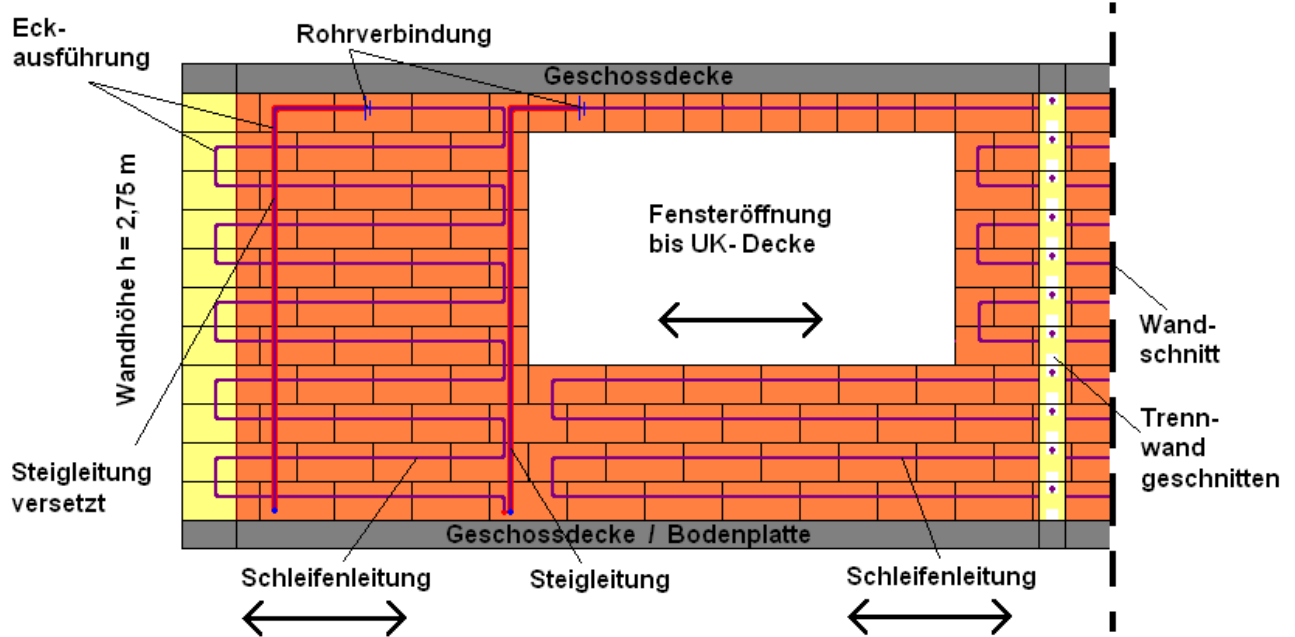 Eck-
ausführung
Rohrverbindung
Geschossdecke
Wandhöhe h = 2,75 m
Fensteröffnung
bis UK- Decke
Wand-
schnitt
Trenn-
wand
geschnitten
Steigleitung
versetzt
Geschossdecke / Bodenplatte
Schleifenleitung
Steigleitung
Schleifenleitung